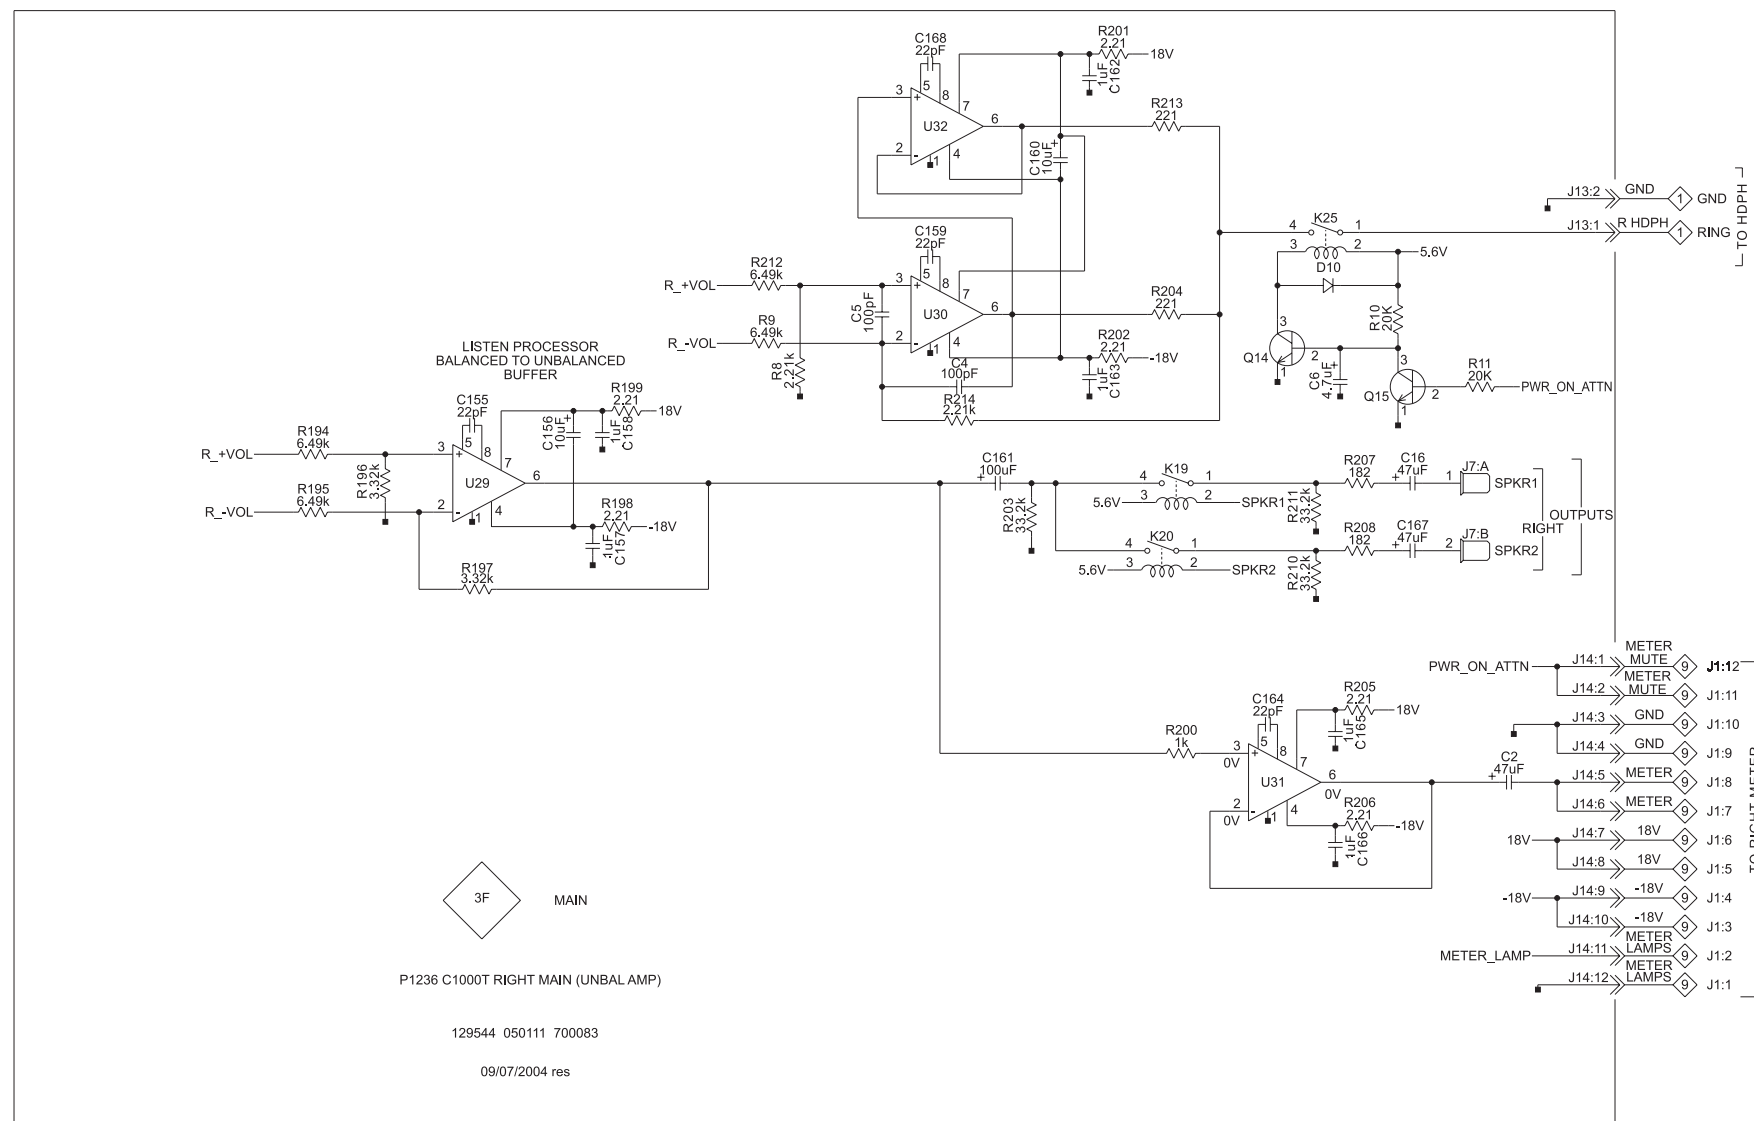 C168
22pF
R201
2.21
18V
1uF
C162
3
+
5
8
7
U32
6
2
-
1
4
R213
221
C160
10uF
+
J13:2
GND
1
GND
J13:1
R HDPH
1
RING
TO HDPH
K25
4
1
3
2
5.6V
D10
C159
22pF
R212
6.49k
R_+VOL
3
+
5
8
7
C5
100pF
U30
6
R204
221
R9
6.49k
R_-VOL
2
-
1
4
R202
2.21
-18V
1uF
C163
R8
2.21k
C4
100pF
R214
2.21k
R10
20K
3
Q14
2
1
C6
4.7uF
+
3
Q15
2
1
R11
20K
PWR_ON_ATTN
LISTEN PROCESSOR
BALANCED TO UNBALANCED
BUFFER
C155
22pF
R199
2.21
18V
C156
10uF
+
1uF
C158
R194
6.49k
R_+VOL
R196
3.32k
3
+
5
8
7
U29
6
R195
6.49k
R_-VOL
2
-
1
4
R198
2.21
-18V
.1uF
C157
R197
3.32k
C161
+
100uF
R203
33.2k
K19
4
1
5.6V
3
2
SPKR1
R211
33.2k
R207
182
C16
+
47uF
J7:A
1
SPKR1
K20
4
1
5.6V
3
2
SPKR2
R210
33.2k
R208
182
C167
+
47uF
J7:B
2
SPKR2
RIGHT
OUTPUTS
PWR_ON_ATTN
J14:1
METER
MUTE
9
J1:12
J14:2
METER
MUTE
9
J1:11
J14:3
GND
9
J1:10
J14:4
GND
9
J1:9
J14:5
METER
9
J1:8
J14:6
METER
9
J1:7
18V
J14:7
18V
9
J1:6
J14:8
18V
9
J1:5
-18V
J14:9
-18V
9
J1:4
J14:10
-18V
9
J1:3
METER_LAMP
J14:11
METER
LAMPS
9
J1:2
J14:12
METER
LAMPS
9
J1:1
TO RIGHT METER
C164
22pF
R205
2.21
18V
1uF
C165
R200
1k
3
0V
+
5
8
7
U31
6
0V
2
0V
-
1
4
R206
2.21
-18V
.1uF
C166
C2
+
47uF
3F
MAIN
P1236 C1000T RIGHT MAIN (UNBAL AMP)
129544 050111 700083
09/07/2004 res